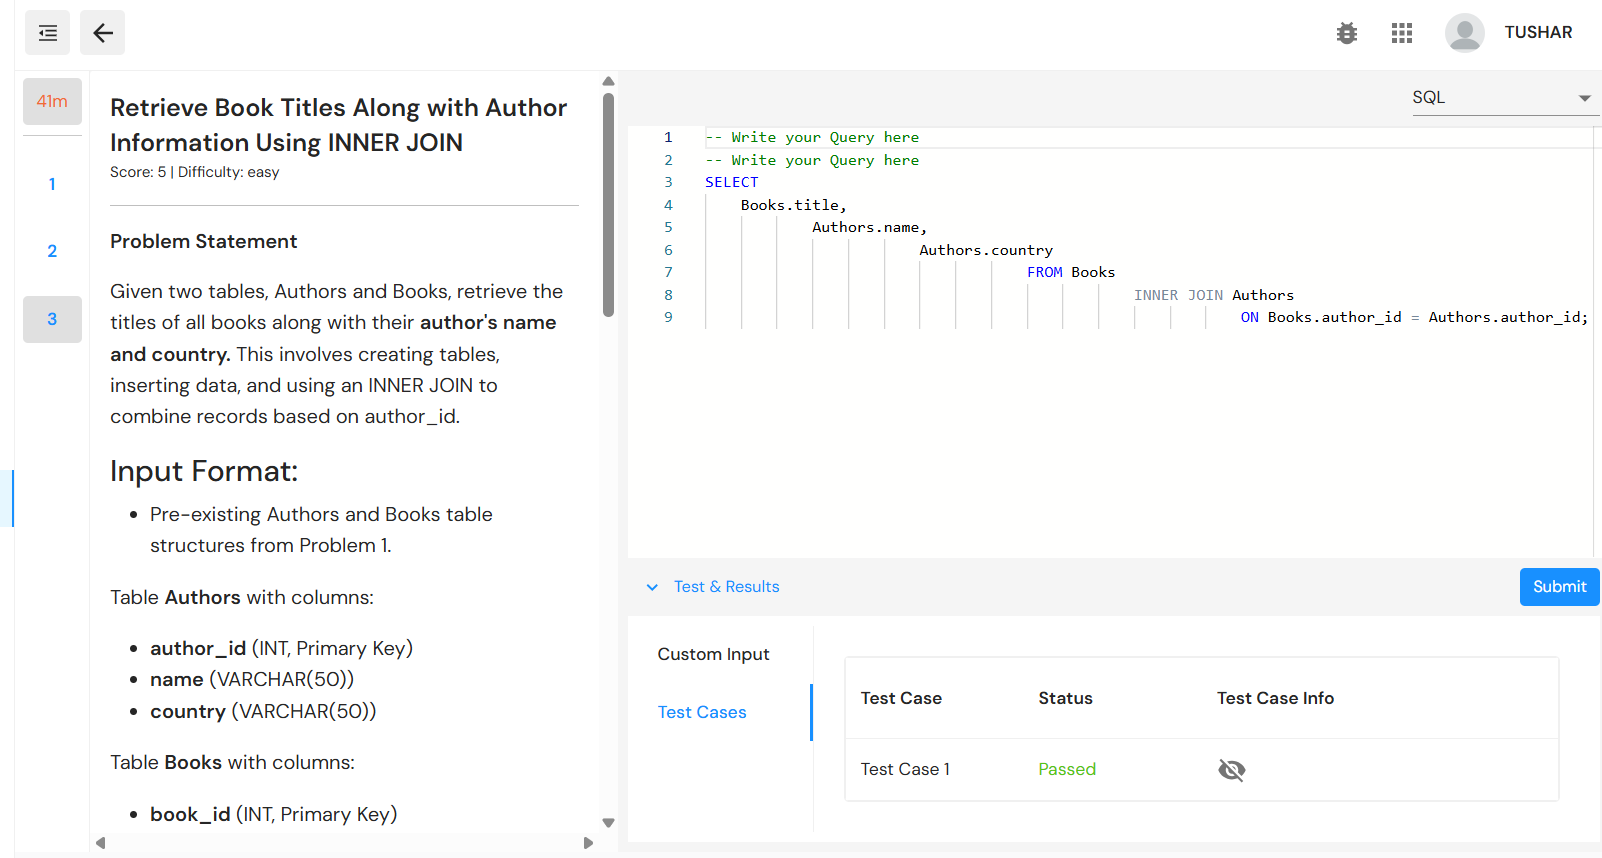 TUSHAR
41m
1
2
3
Retrieve Book Titles Along with Author
Information Using INNER JOIN
Score: 5 | Difficulty: easy
Problem Statement
Given two tables, Authors and Books, retrieve the
titles of all books along with their author's name
and country. This involves creating tables,
inserting data, and using an INNER JOIN to
combine records based on author_id.
Input Format:
• Pre-existing Authors and Books table
structures from Problem 1.
Table Authors with columns:
• author_id (INT, Primary Key)
• name (VARCHAR(50))
• country (VARCHAR(50))
Table Books with columns:
• book_id (INT, Primary Key)
SQL
1 -- Write your Query here
2 -- Write your Query here
3 SELECT
4 Books.title,
5 Authors.name,
6 Authors.country
7 FROM Books
8 INNER JOIN Authors
9 ON Books.author_id = Authors.author_id;
Test & Results
Submit
Custom Input
Test Cases
Test Case Status Test Case Info
Test Case 1 Passed